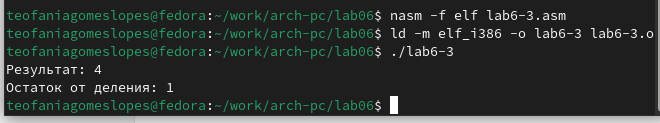 teofaniagomeslopes@fedora:~/work/arch-pc/lab06$ nasm -f elf lab6-3.asm
teofaniagomeslopes@fedora:~/work/arch-pc/lab06$ ld -m elf_i386 -o lab6-3 lab6-3.o
teofaniagomeslopes@fedora:~/work/arch-pc/lab06$ ./lab6-3
Результат: 4
Остаток от деления: 1
teofaniagomeslopes@fedora:~/work/arch-pc/lab06$